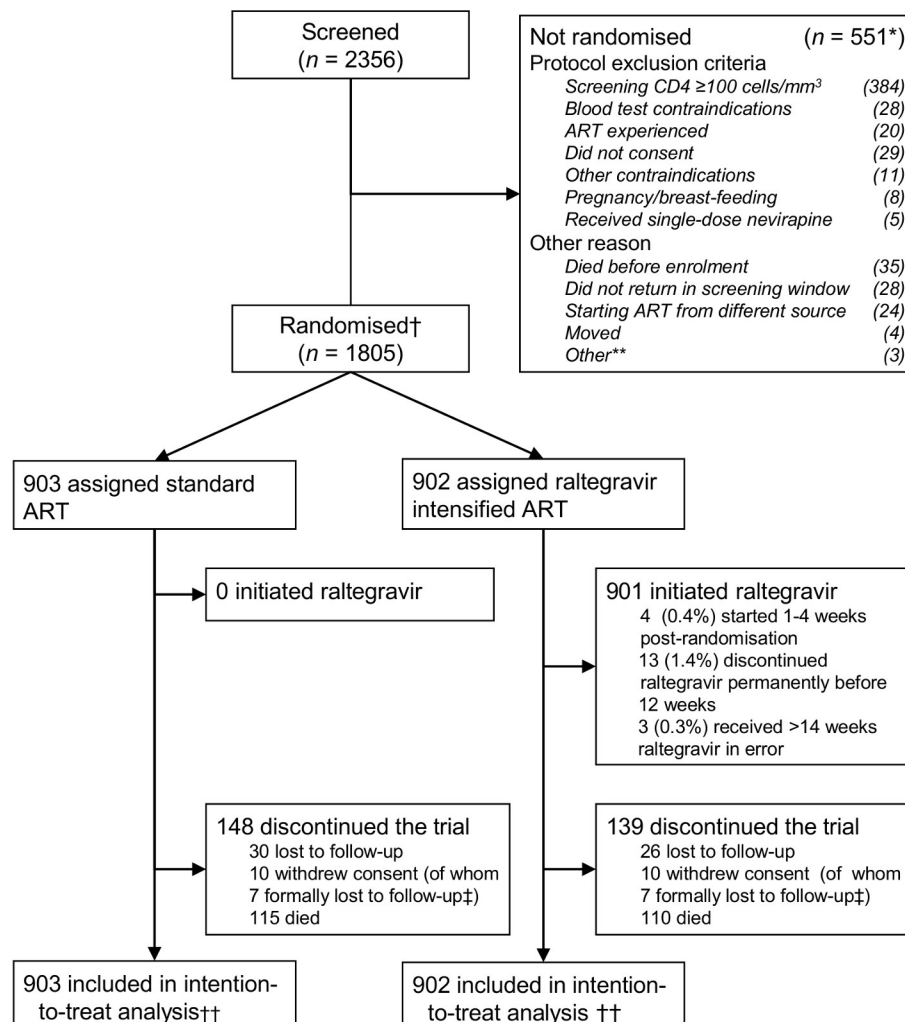 Screened
(n = 2356)
Not randomised (n = 551*)
Protocol exclusion criteria
Screening CD4 ≥100 cells/mm³ (384)
Blood test contraindications (28)
ART experienced (20)
Did not consent (29)
Other contraindications (11)
Pregnancy/breast-feeding (8)
Received single-dose nevirapine (5)
Other reason
Died before enrolment (35)
Did not return in screening window (28)
Starting ART from different source (24)
Moved (4)
Other** (3)
Randomised†
(n = 1805)
903 assigned standard
ART
902 assigned raltegravir
intensified ART
0 initiated raltegravir
901 initiated raltegravir
4 (0.4%) started 1-4 weeks
post-randomisation
13 (1.4%) discontinued
raltegravir permanently before
12 weeks
3 (0.3%) received >14 weeks
raltegravir in error
148 discontinued the trial
30 lost to follow-up
10 withdrew consent (of whom
7 formally lost to follow-up‡)
115 died
139 discontinued the trial
26 lost to follow-up
10 withdrew consent (of whom
7 formally lost to follow-up‡)
110 died
903 included in intention-
to-treat analysis††
902 included in intention-
to-treat analysis ††